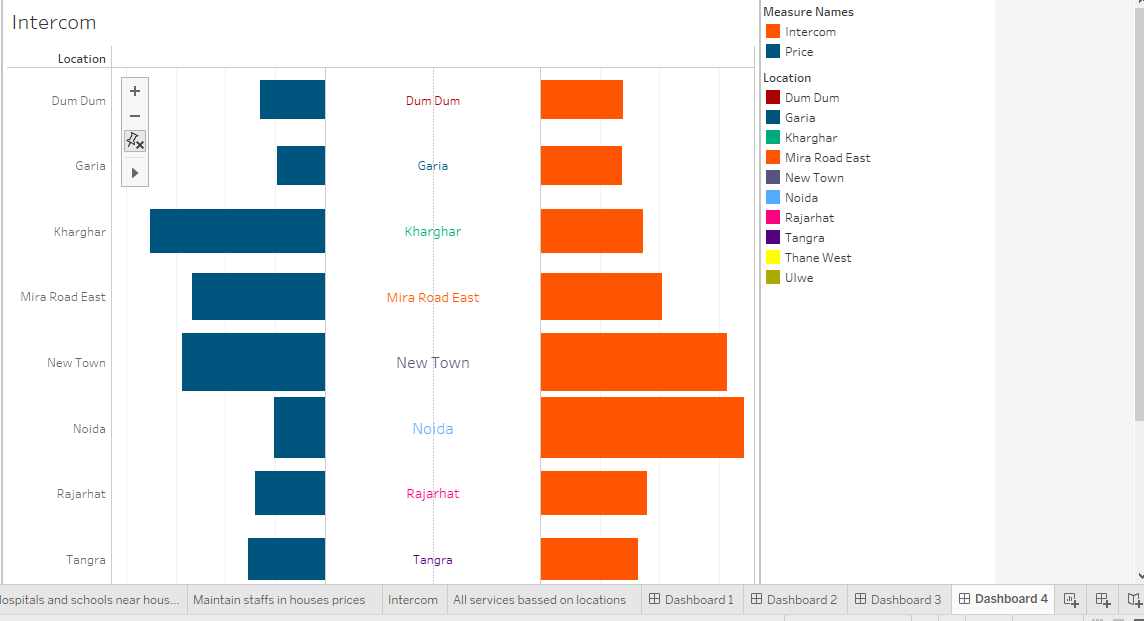 Intercom
Location
Dum Dum
Garia
Kharghar
Mira Road East
New Town
Noida
Rajarhat
Tangra
Dum Dum
Garia
Kharghar
Mira Road East
New Town
Noida
Rajarhat
Tangra
Measure Names
Intercom
Price
Location
Dum Dum
Garia
Kharghar
Mira Road East
New Town
Noida
Rajarhat
Tangra
Thane West
Ulwe
lospitals and schools near hous...
Maintain staffs in houses prices
Intercom
All services bassed on locations
Dashboard 1
Dashboard 2
Dashboard 3
Dashboard 4